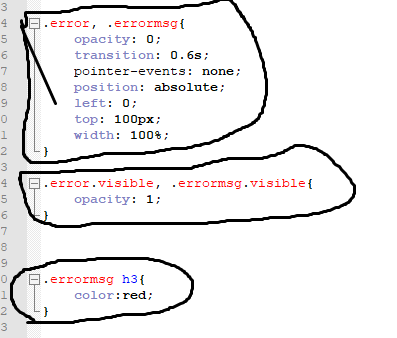 3
4 .error, .errormsg{
5 opacity: 0;
6 transition: 0.6s;
7 pointer-events: none;
8 position: absolute;
9 left: 0;
0 top: 100px;
1 width: 100%;
2 }
3
4 .error.visible, .errormsg.visible{
5 opacity: 1;
6 }
7
8
9
0 .errormsg h3{
1 color:red;
2 }
3